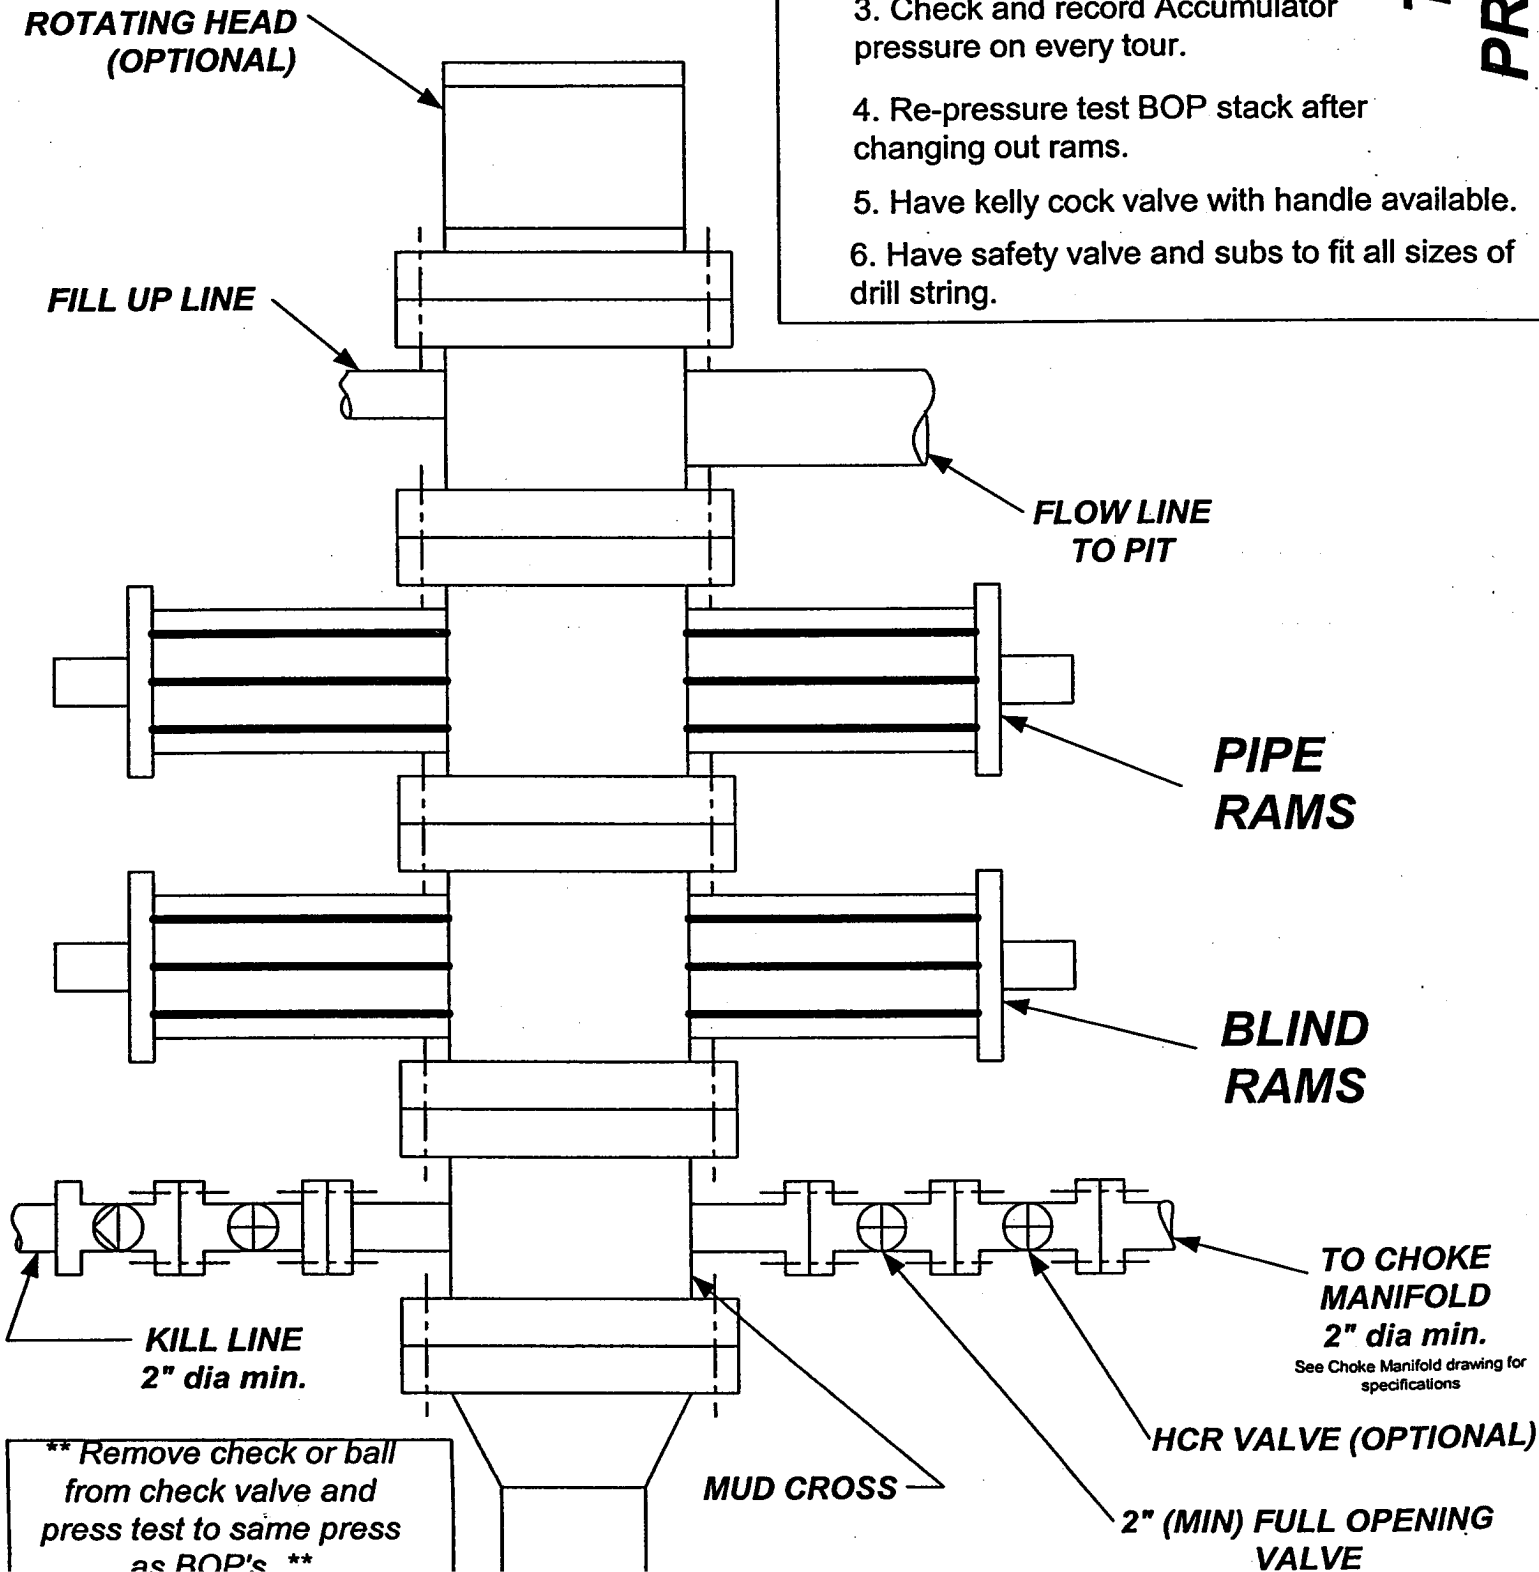 ROTATING HEAD
(OPTIONAL)
3. Check and record Accumulator
pressure on every tour.
4. Re-pressure test BOP stack after
changing out rams.
5. Have kelly cock valve with handle available.
6. Have safety valve and subs to fit all sizes of
drill string.
PR
FILL UP LINE
FLOW LINE
TO PIT
PIPE
RAMS
BLIND
RAMS
KILL LINE
2" dia min.
TO CHOKE
MANIFOLD
2" dia min.
See Choke Manifold drawing for
specifications
HCR VALVE (OPTIONAL)
MUD CROSS
2" (MIN) FULL OPENING
VALVE
** Remove check or ball
from check valve and
press test to same press
as BOP's. **